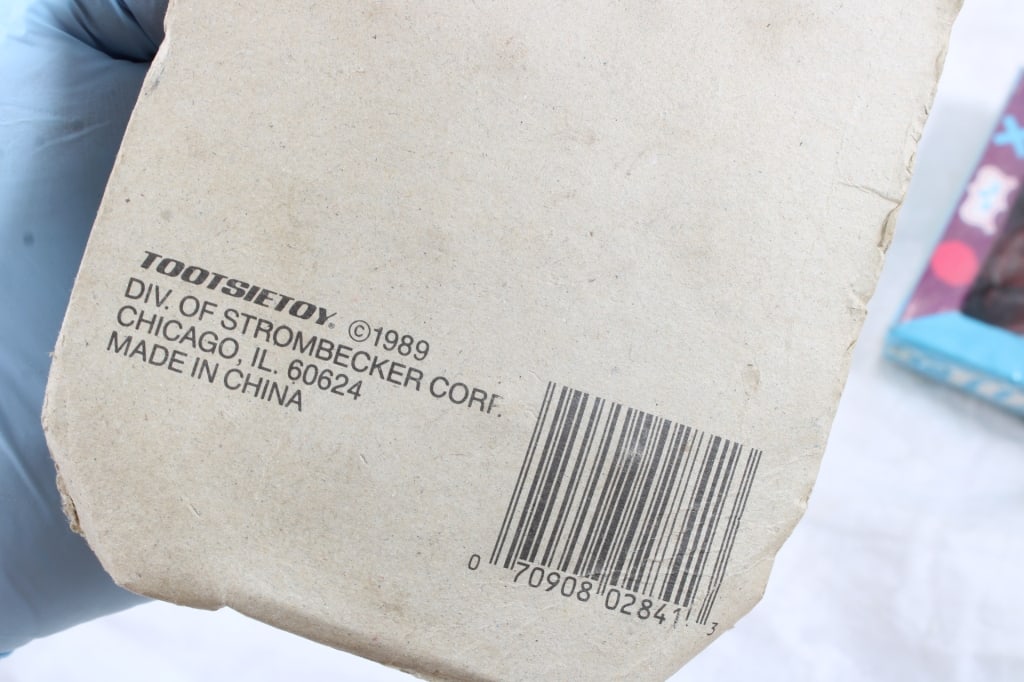 TOOTSIETOY® ©1989
DIV. OF STROMBECKER CORP.
CHICAGO, IL. 60624
MADE IN CHINA
0 70908 02841 3